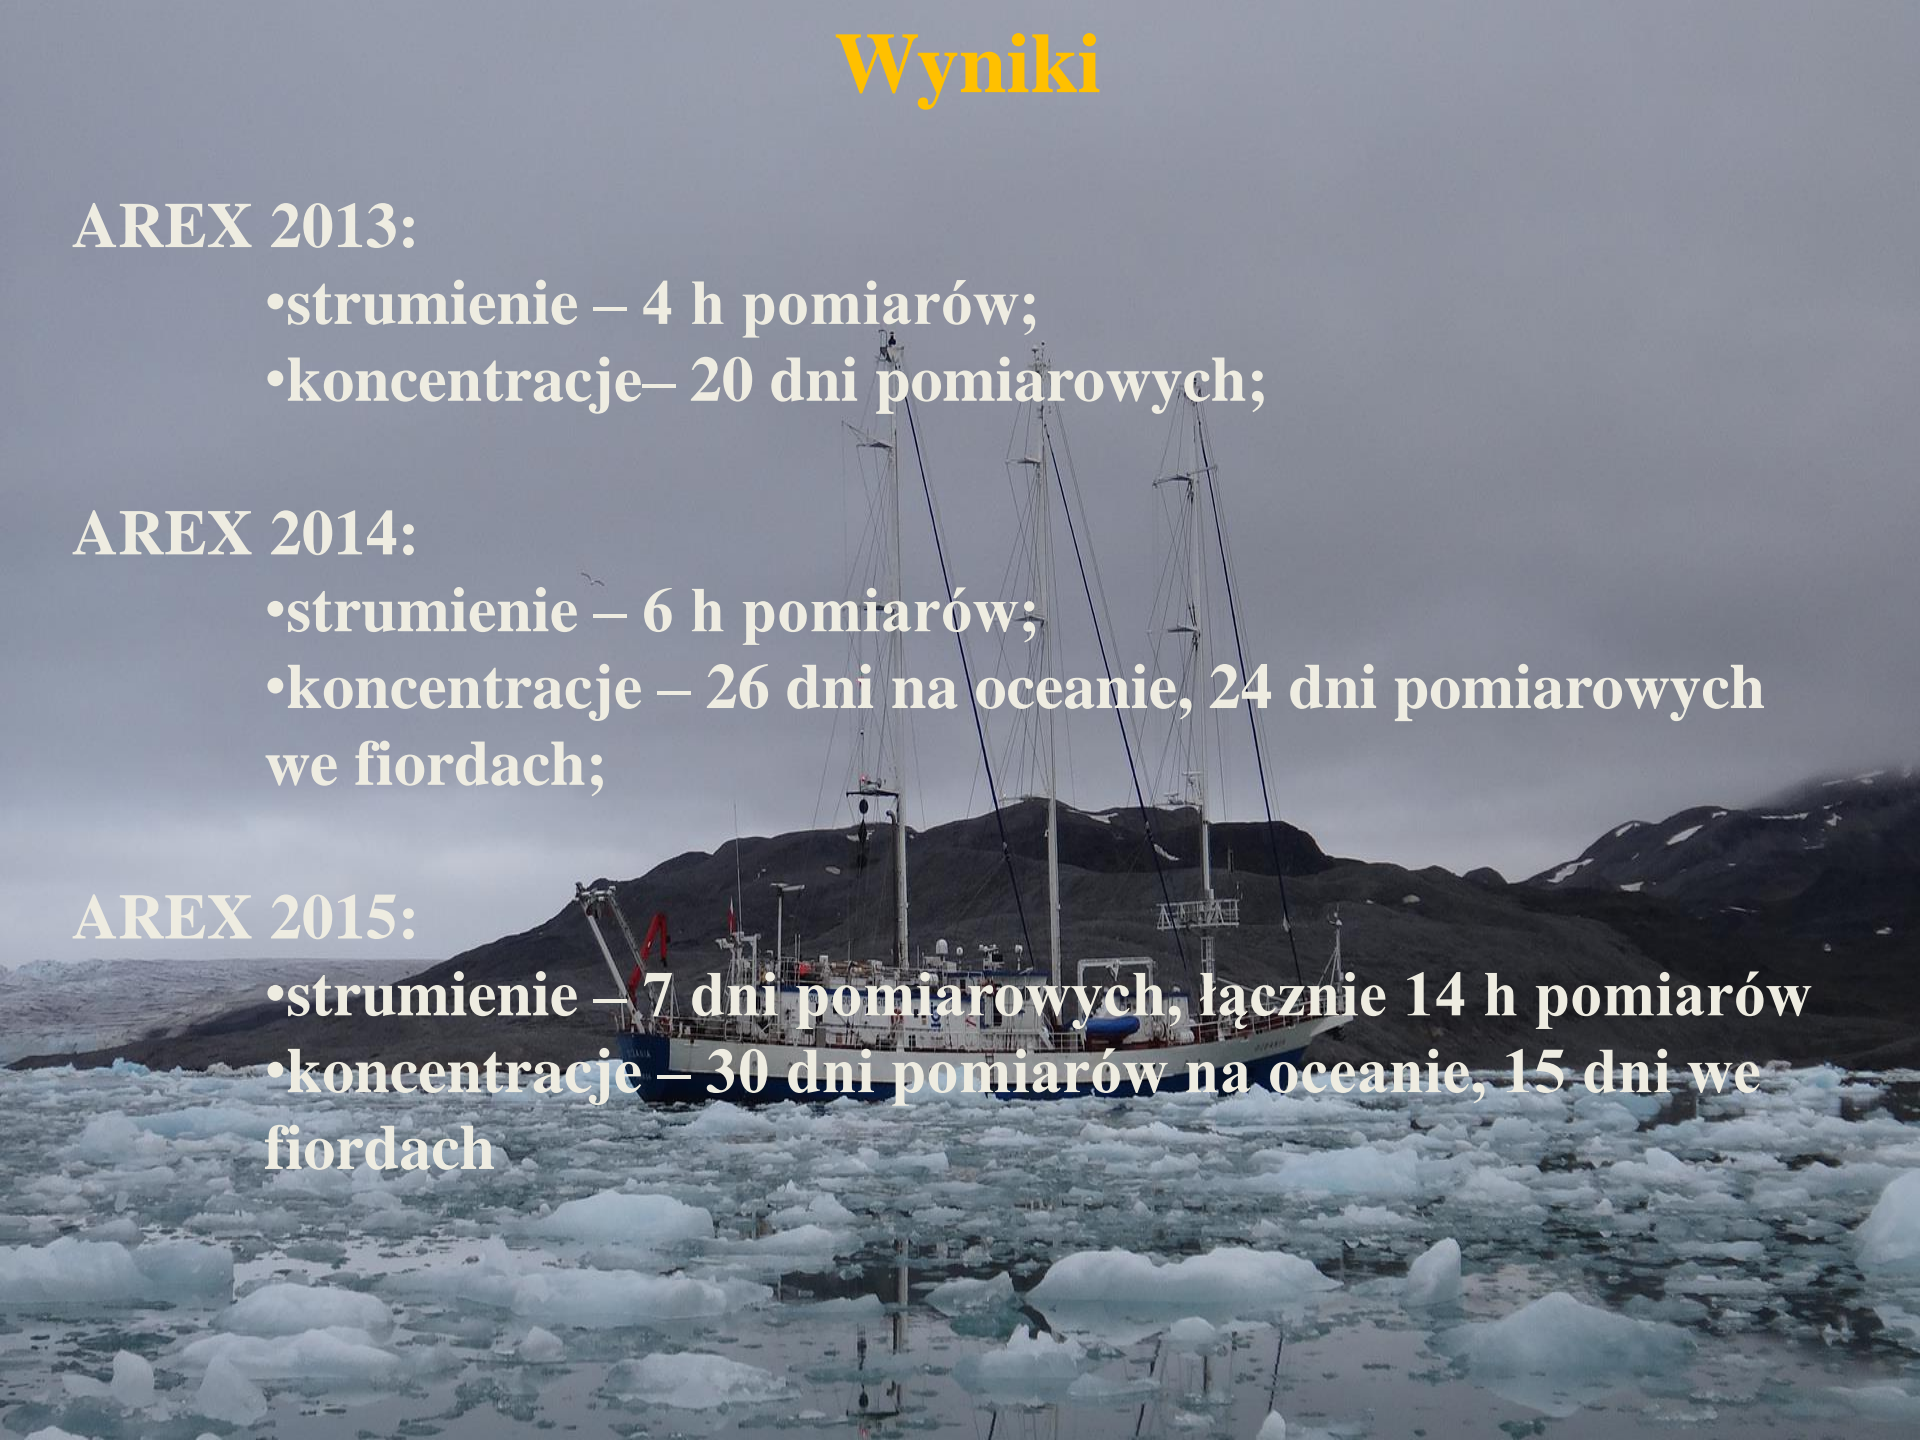 Wyniki
AREX 2013:
•strumienie – 4 h pomiarów;
•koncentracje– 20 dni pomiarowych;
AREX 2014:
•strumienie – 6 h pomiarów;
•koncentracje – 26 dni na oceanie, 24 dni pomiarowych
we fiordach;
AREX 2015:
•strumienie – 7 dni pomiarowych, łącznie 14 h pomiarów
•koncentracje – 30 dni pomiarów na oceanie, 15 dni we
fiordach
OCEANIA